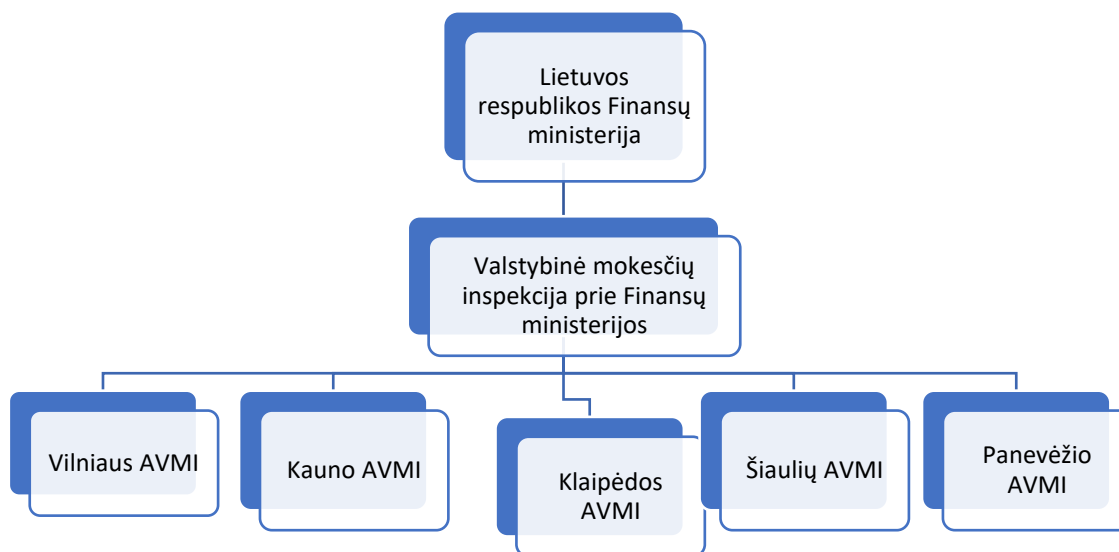 Lietuvos
respublikos Finansų
ministerija
Valstybinė mokesčių
inspekcija prie Finansų
ministerijos
Vilniaus AVMI
Kauno AVMI
Klaipėdos
AVMI
Šiaulių AVMI
Panevėžio
AVMI